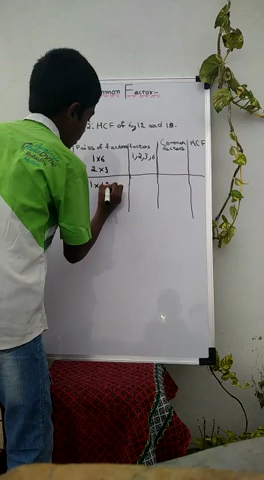 Common Factor:-
2. HCF of 6, 12 and 18.
Pairs of factors factors Common factors HCF
1 x 6 1, 2, 3, 6
2 x 3
1 x